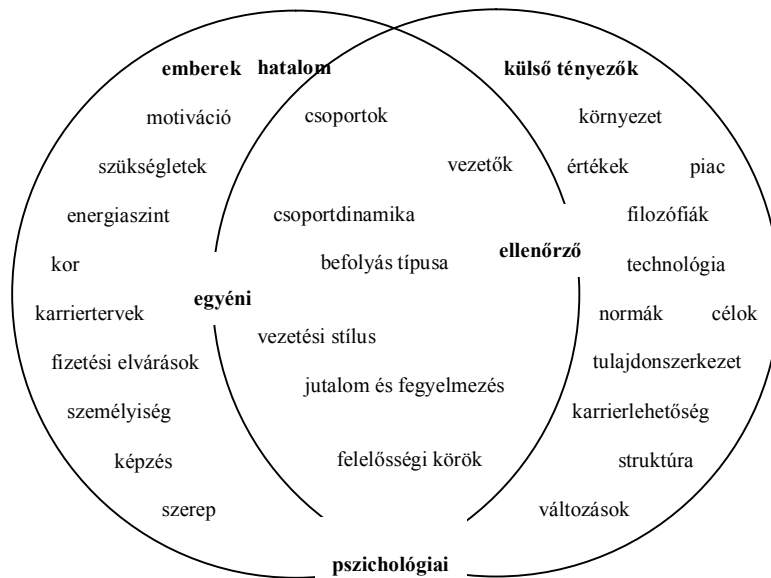 emberek hatalom külső tényezők
motiváció csoportok környezet
szükségletek vezetők értékek piac
energiaszint csoportdinamika filozófiák
kor befolyás típusa ellenőrző technológia
egyéni
karriertervek normák célok
vezetési stílus
fizetési elvárások tulajdonszerkezet
jutalom és fegyelmezés
személyiség karrierlehetőség
képzés felelősségi körök struktúra
szerep változások
pszichológiai